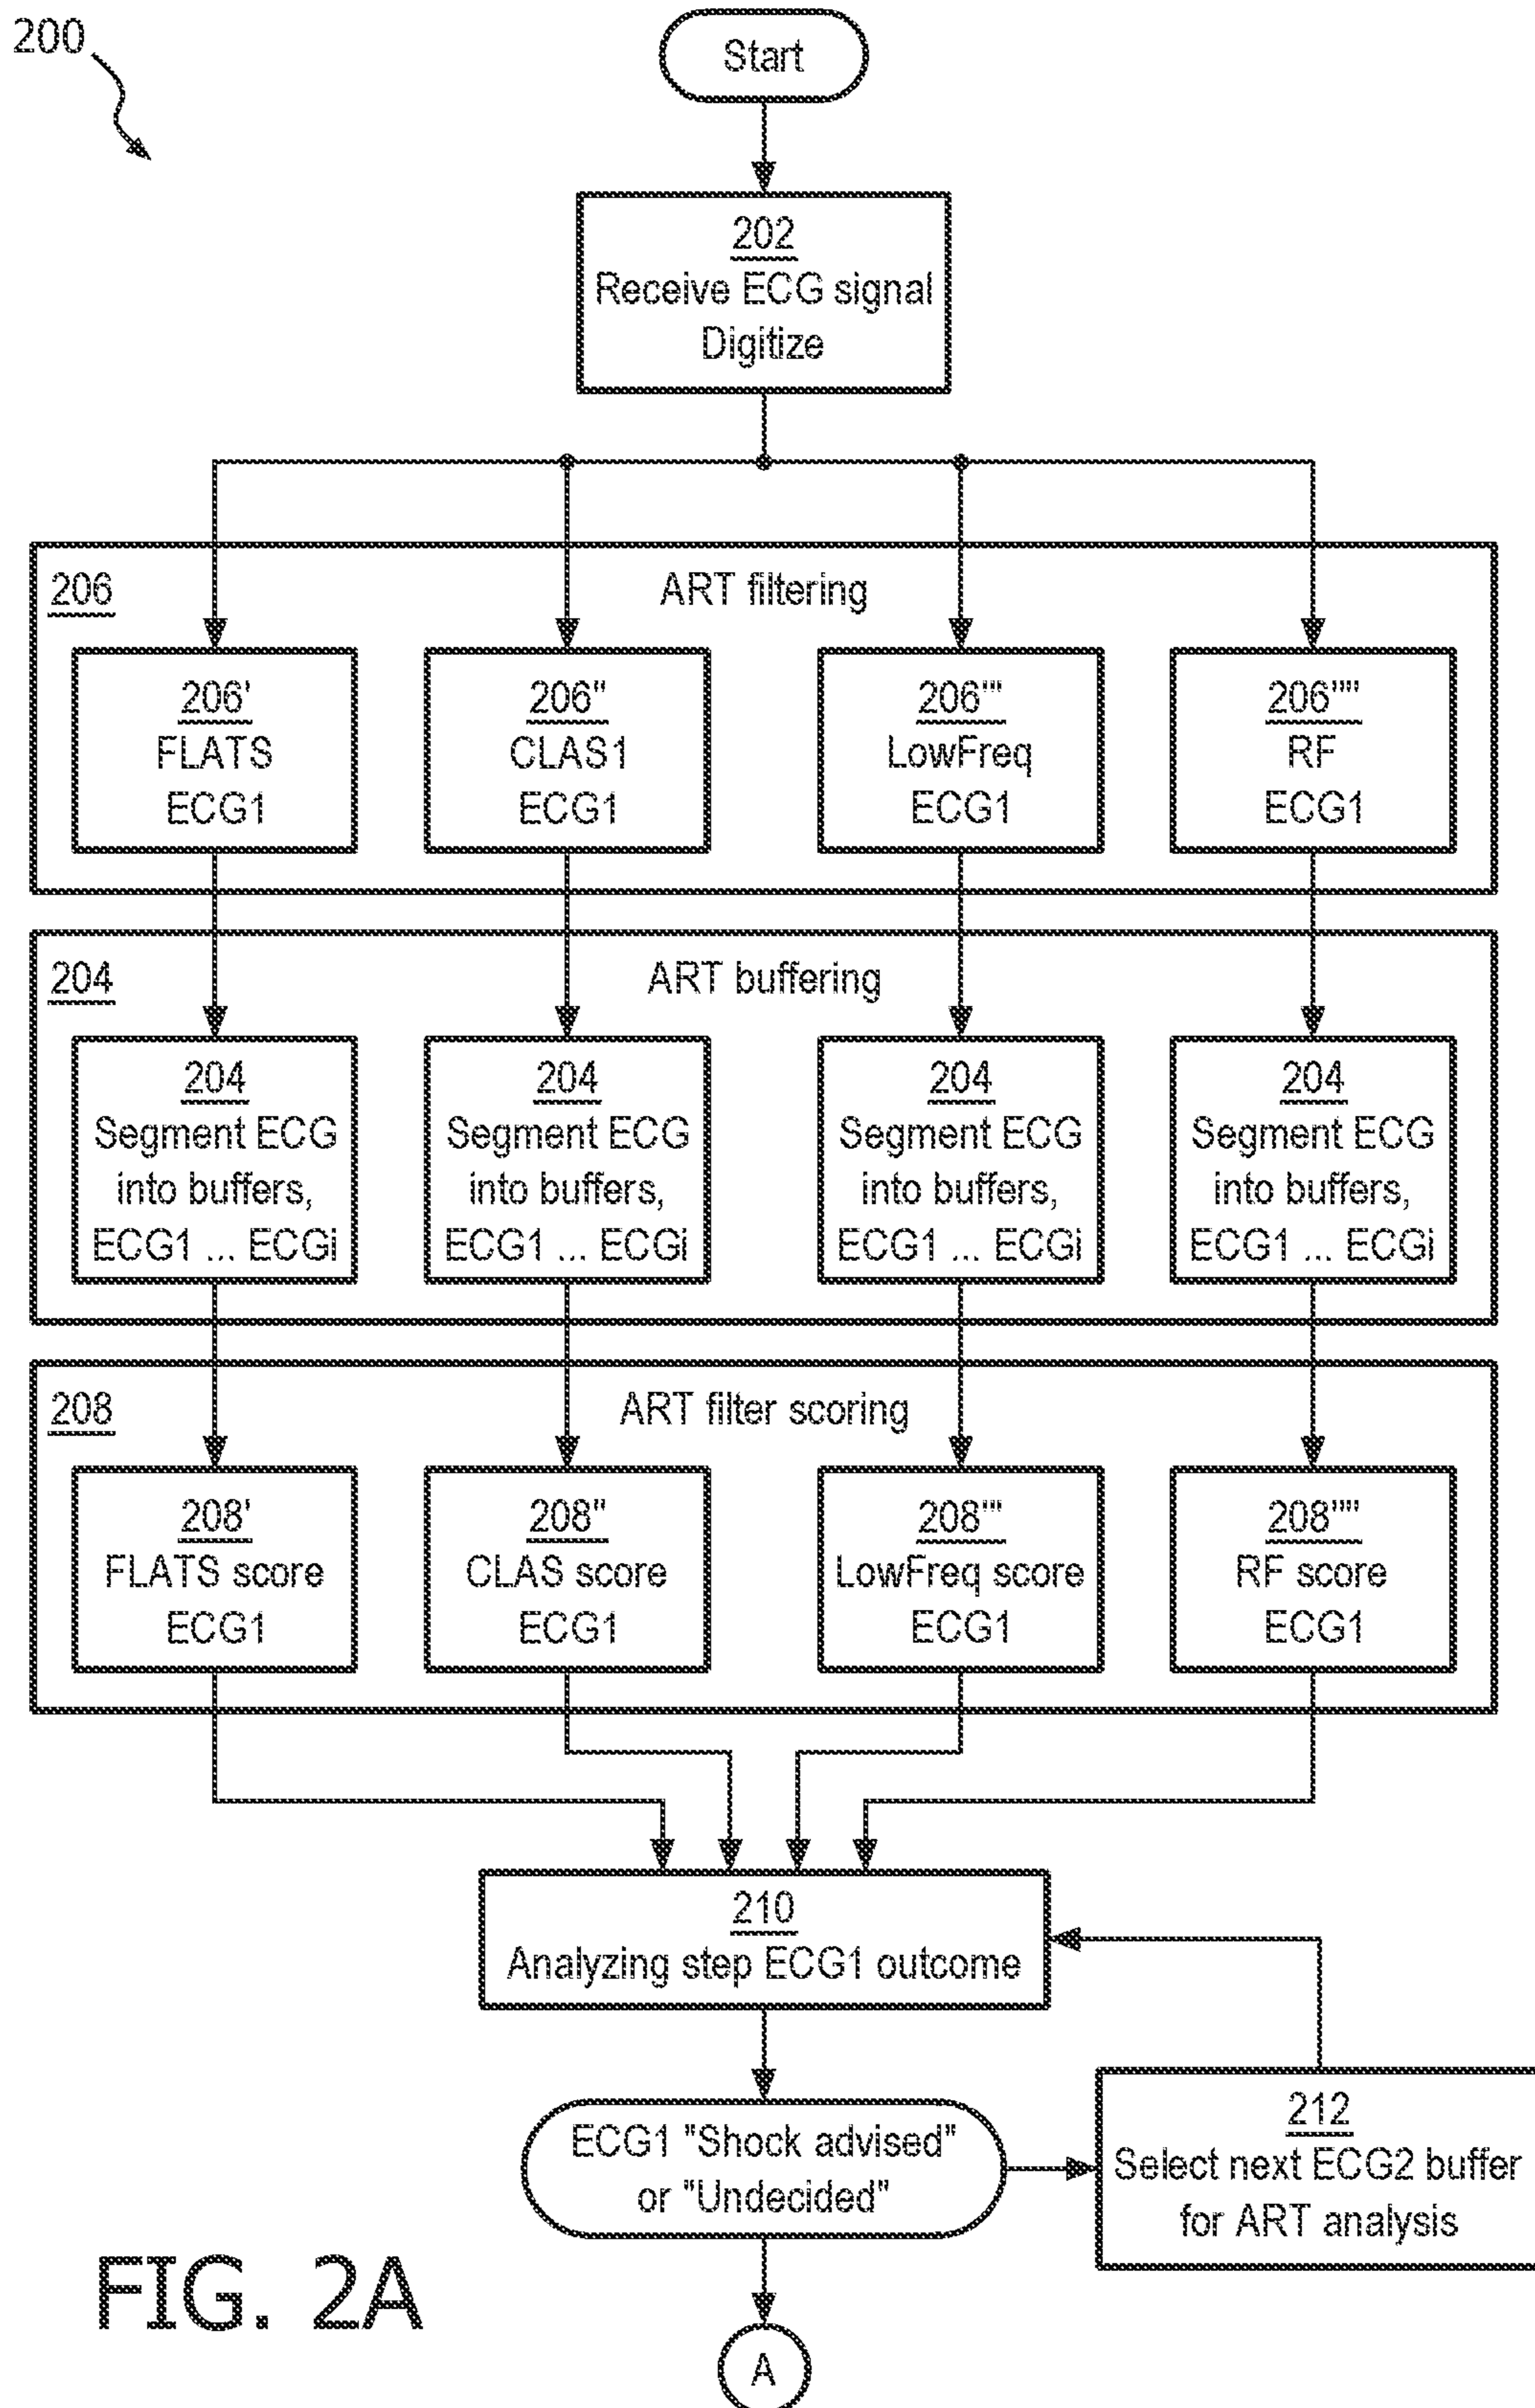 200
Start
202
Receive ECG signal
Digitize
206
ART filtering
206'
FLATS
ECG1
206"
CLAS1
ECG1
206"'
LowFreq
ECG1
206""
RF
ECG1
204
ART buffering
204
Segment ECG
into buffers,
ECG1 ... ECGi
204
Segment ECG
into buffers,
ECG1 ... ECGi
204
Segment ECG
into buffers,
ECG1 ... ECGi
204
Segment ECG
into buffers,
ECG1 ... ECGi
208
ART filter scoring
208'
FLATS score
ECG1
208"
CLAS score
ECG1
208"'
LowFreq score
ECG1
208""
RF score
ECG1
210
Analyzing step ECG1 outcome
ECG1 "Shock advised"
or "Undecided"
212
Select next ECG2 buffer
for ART analysis
A
FIG. 2A